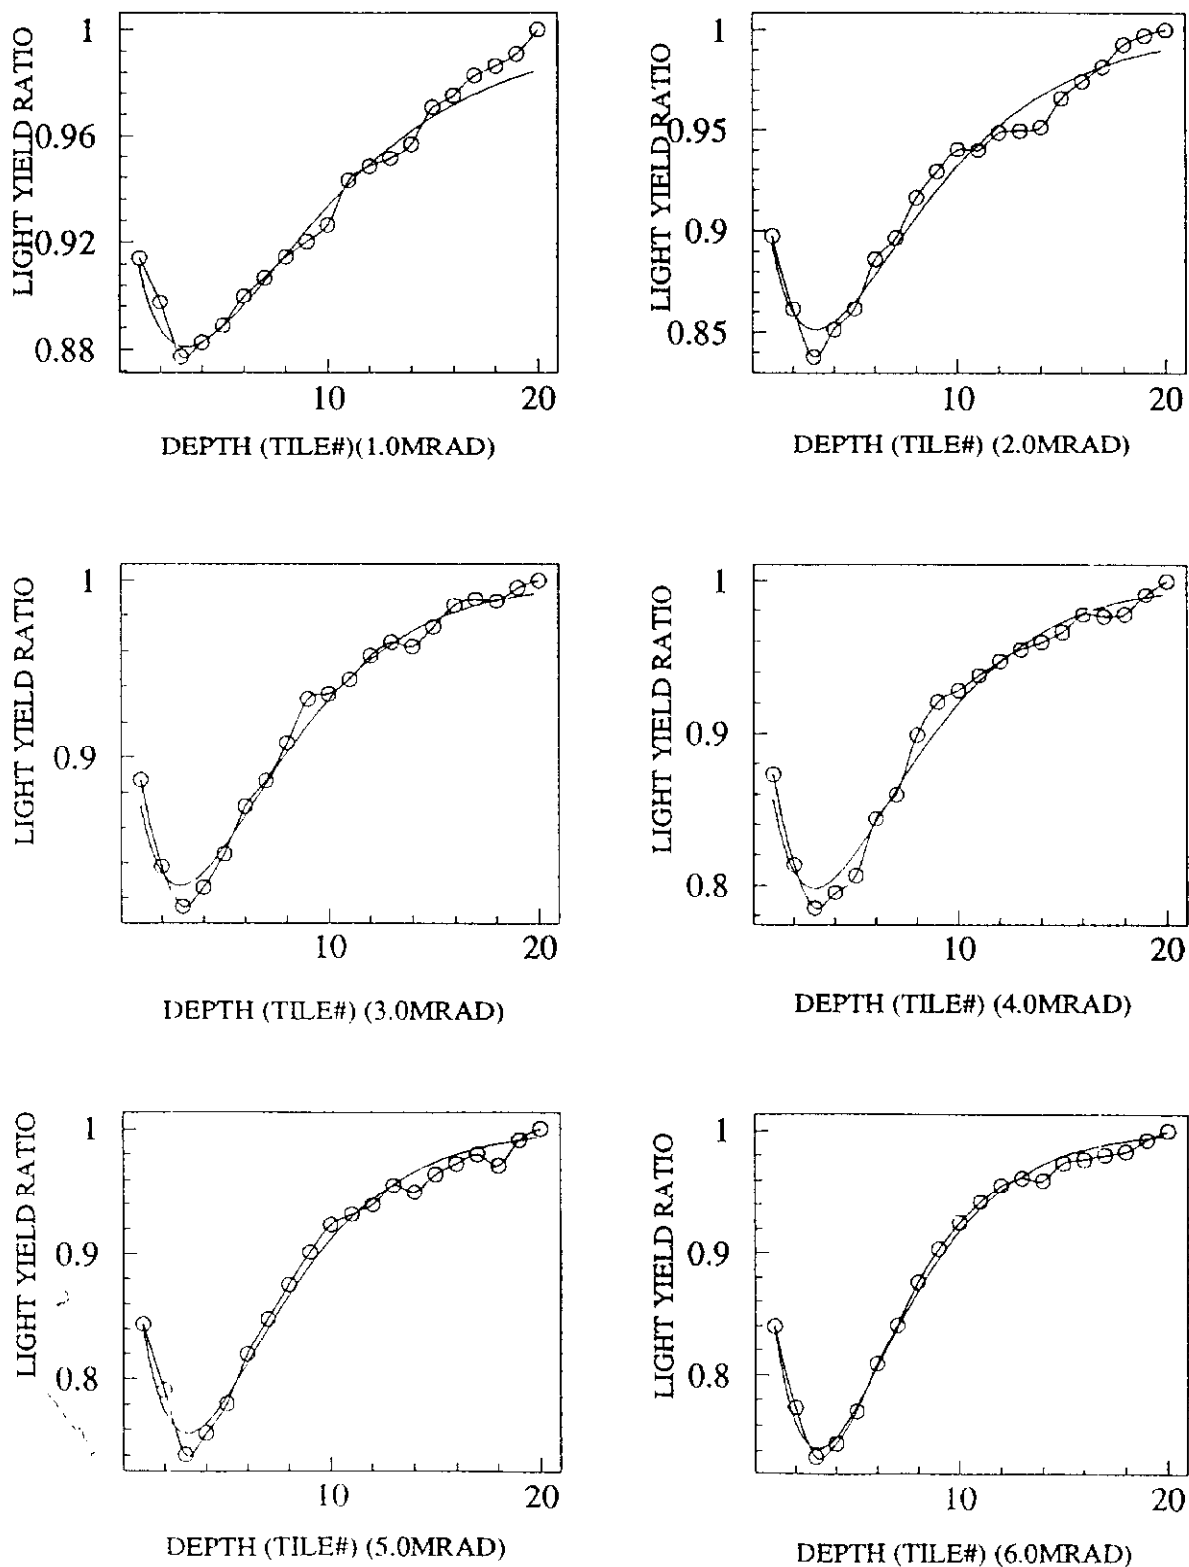 LIGHT YIELD RATIO
1
0.96
0.92
0.88
10
20
DEPTH (TILE#)(1.0MRAD)
LIGHT YIELD RATIO
1
0.95
0.9
0.85
10
20
DEPTH (TILE#) (2.0MRAD)
LIGHT YIELD RATIO
1
0.9
10
20
DEPTH (TILE#) (3.0MRAD)
LIGHT YIELD RATIO
1
0.9
0.8
10
20
DEPTH (TILE#) (4.0MRAD)
LIGHT YIELD RATIO
1
0.9
0.8
10
20
DEPTH (TILE#) (5.0MRAD)
LIGHT YIELD RATIO
1
0.9
0.8
10
20
DEPTH (TILE#) (6.0MRAD)